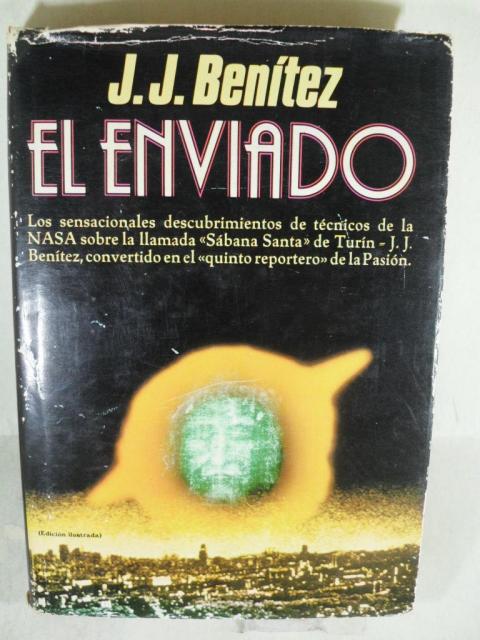 J. J. Benítez
EL ENVIADO
Los sensacionales descubrimientos de técnicos de la
NASA sobre la llamada «Sábana Santa» de Turín - J. J.
Benítez, convertido en el «quinto reportero» de la Pasión.
(Edición ilustrada)